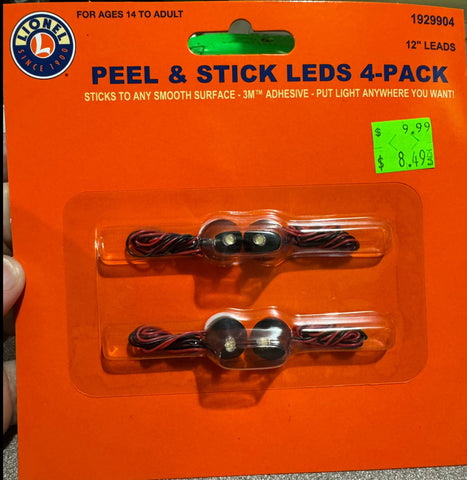 FOR AGES 14 TO ADULT
1929904
12" LEADS
LIONEL
L
SINCE 1900
PEEL & STICK LEDS 4-PACK
STICKS TO ANY SMOOTH SURFACE - 3M™ ADHESIVE - PUT LIGHT ANYWHERE YOU WANT!
$ 9.99
$ 8.49 EACH